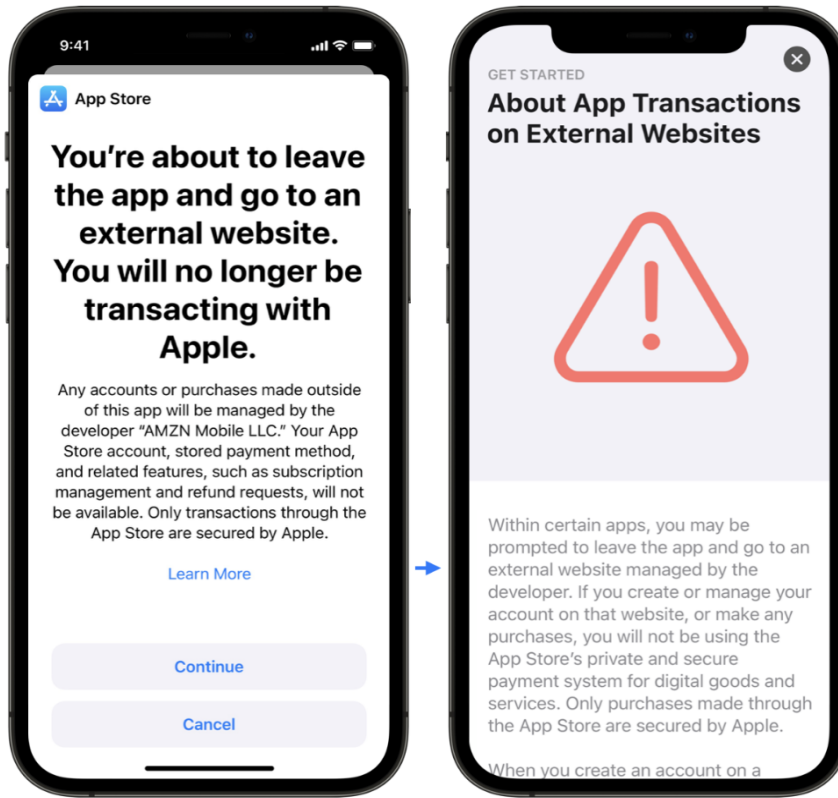 9:41
App Store
You’re about to leave
the app and go to an
external website.
You will no longer be
transacting with
Apple.
Any accounts or purchases made outside
of this app will be managed by the
developer “AMZN Mobile LLC.” Your App
Store account, stored payment method,
and related features, such as subscription
management and refund requests, will not
be available. Only transactions through the
App Store are secured by Apple.
Learn More
Continue
Cancel
GET STARTED
About App Transactions
on External Websites
Within certain apps, you may be
prompted to leave the app and go to an
external website managed by the
developer. If you create or manage your
account on that website, or make any
purchases, you will not be using the
App Store’s private and secure
payment system for digital goods and
services. Only purchases made through
the App Store are secured by Apple.
When you create an account on a